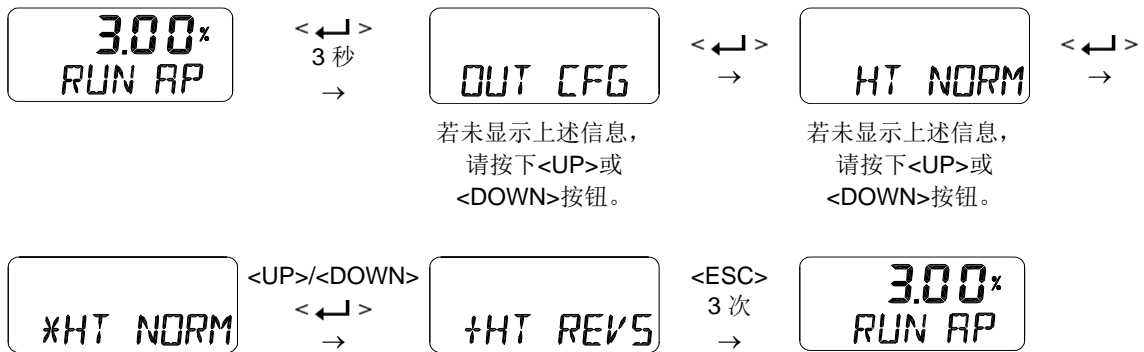 3.00%
RUN AP
< ↵ >
3 秒
→
OUT CFG
若未显示上述信息，
请按下<UP>或
<DOWN>按钮。
< ↵ >
→
HT NORM
若未显示上述信息，
请按下<UP>或
<DOWN>按钮。
< ↵ >
→
*HT NORM
<UP>/<DOWN>
< ↵ >
→
+HT REVS
<ESC>
3 次
→
3.00%
RUN AP